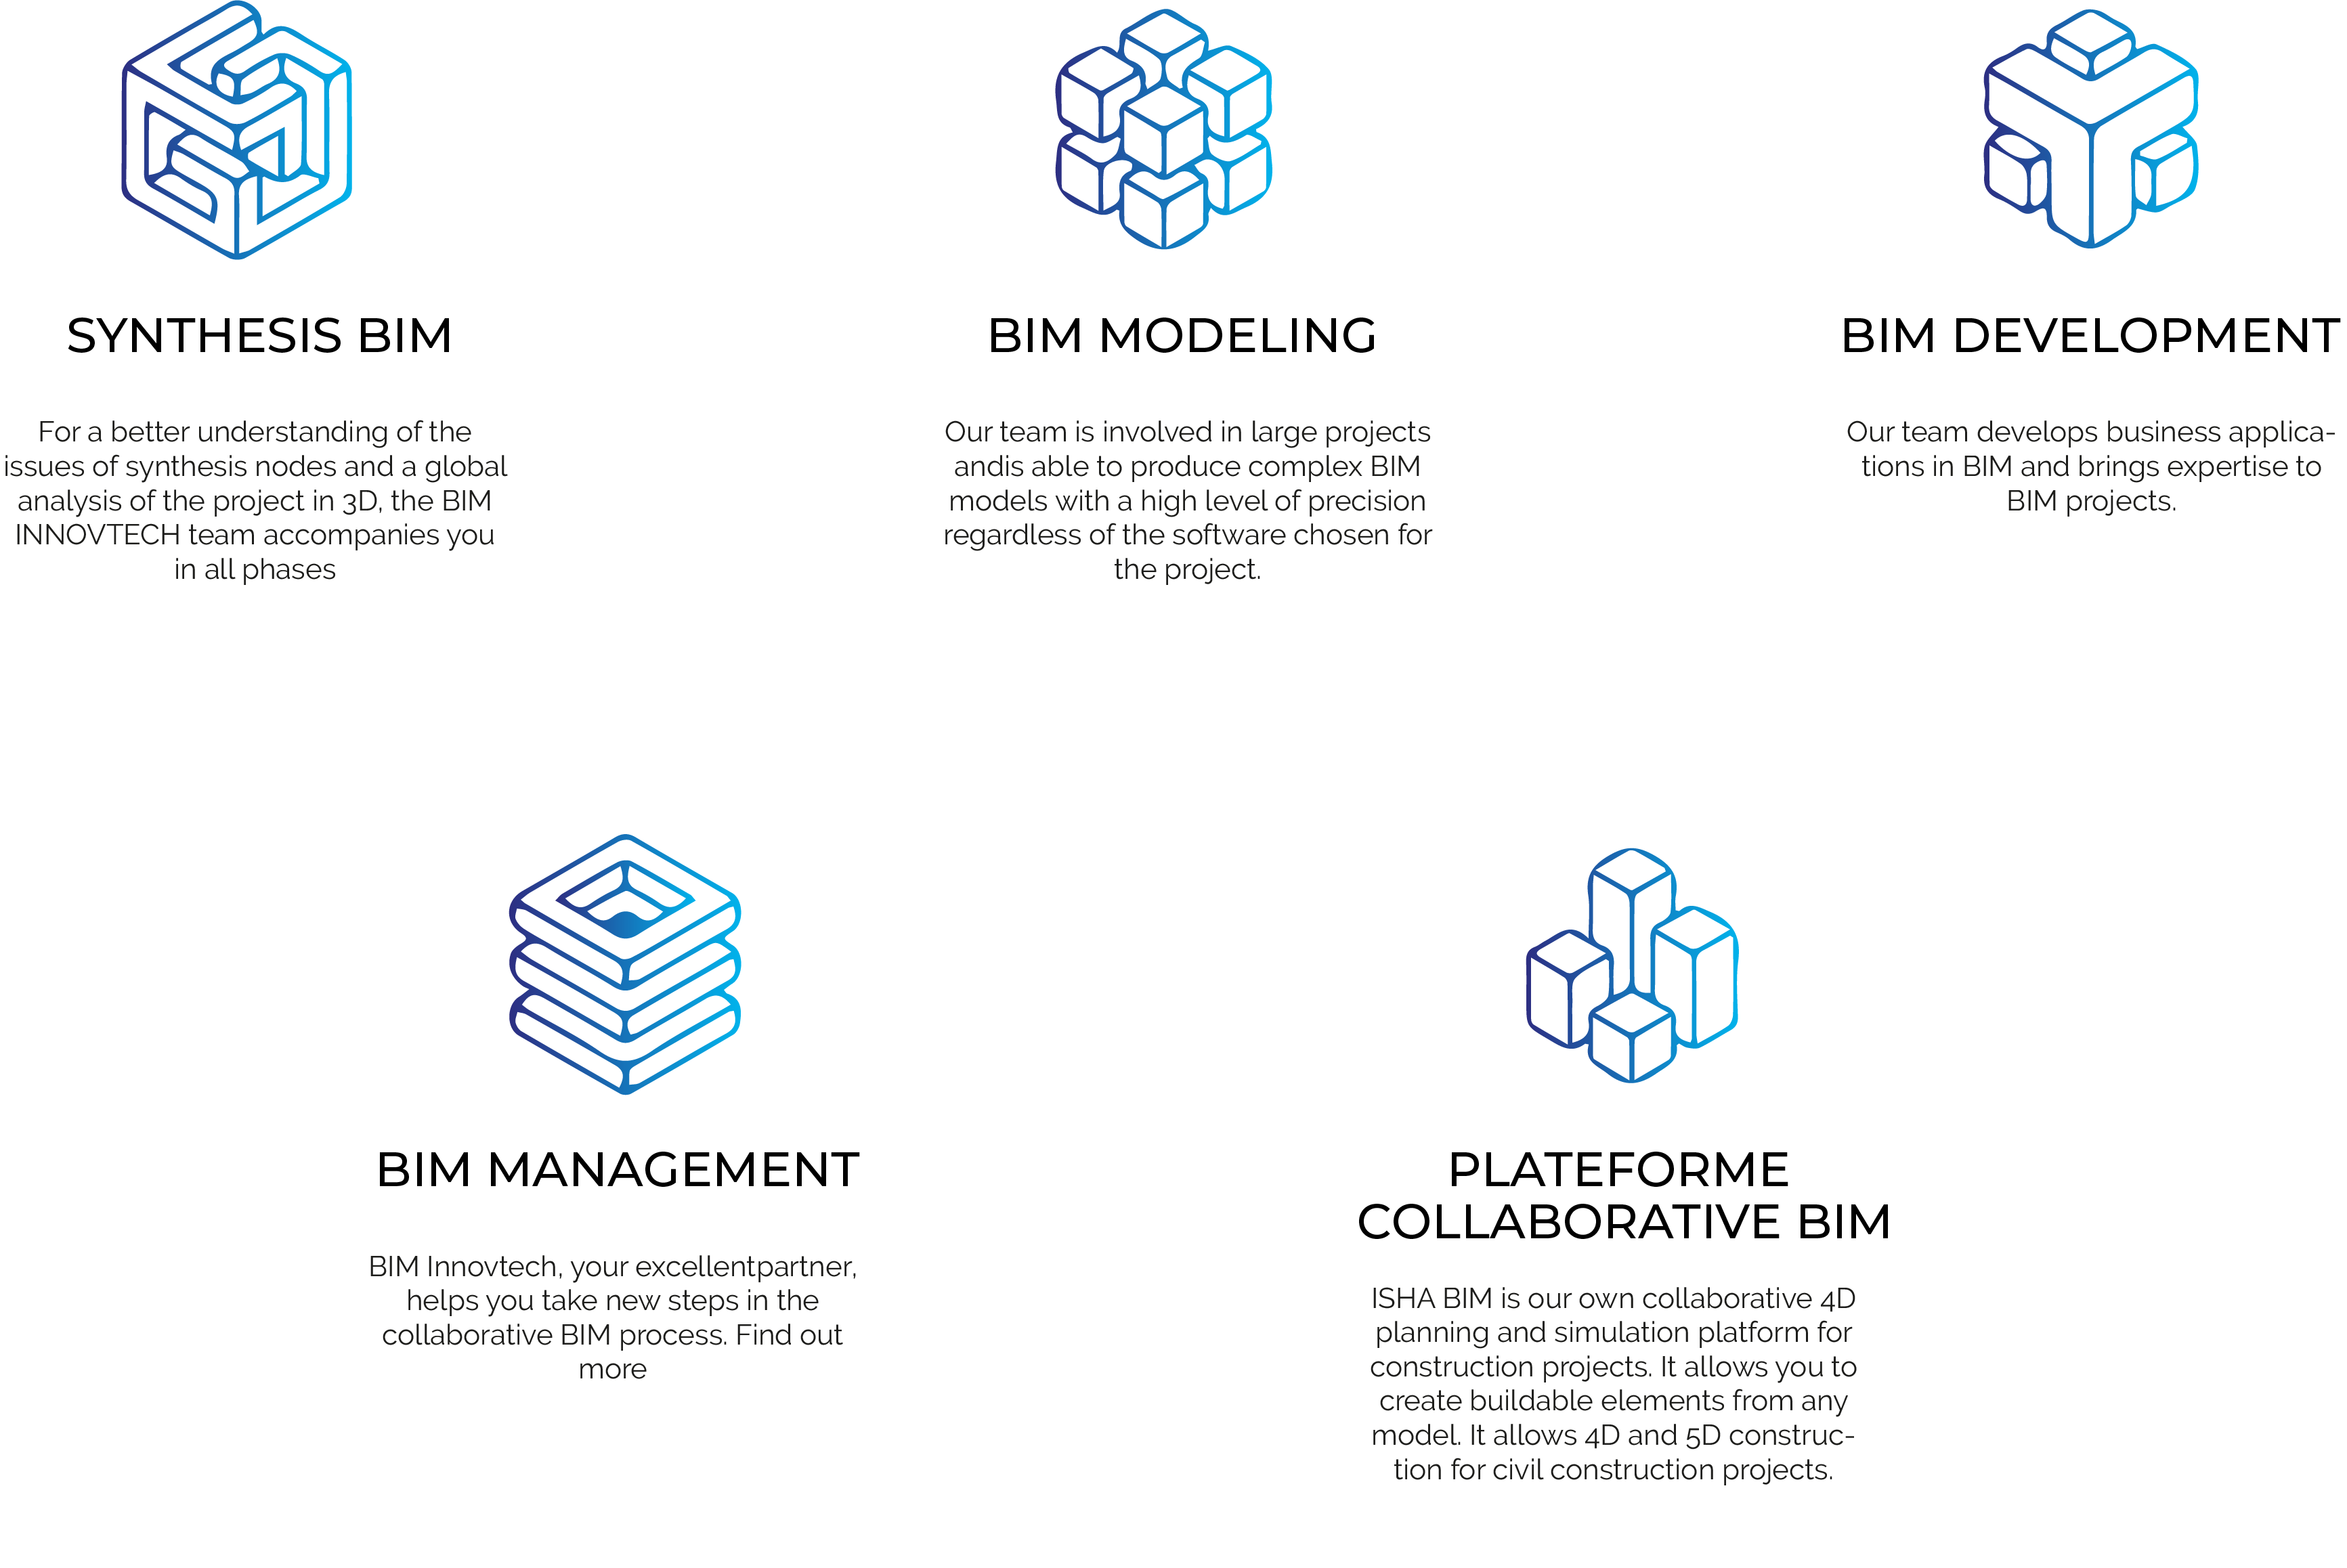 SYNTHESIS BIM
For a better understanding of the
issues of synthesis nodes and a global
analysis of the project in 3D, the BIM
INNOVTECH team accompanies you
in all phases
BIM MODELING
Our team is involved in large projects
andis able to produce complex BIM
models with a high level of precision
regardless of the software chosen for
the project.
BIM DEVELOPMENT
Our team develops business applica-
tions in BIM and brings expertise to
BIM projects.
BIM MANAGEMENT
BIM Innovtech, your excellentpartner,
helps you take new steps in the
collaborative BIM process. Find out
more
PLATEFORME
COLLABORATIVE BIM
ISHA BIM is our own collaborative 4D
planning and simulation platform for
construction projects. It allows you to
create buildable elements from any
model. It allows 4D and 5D construc-
tion for civil construction projects.